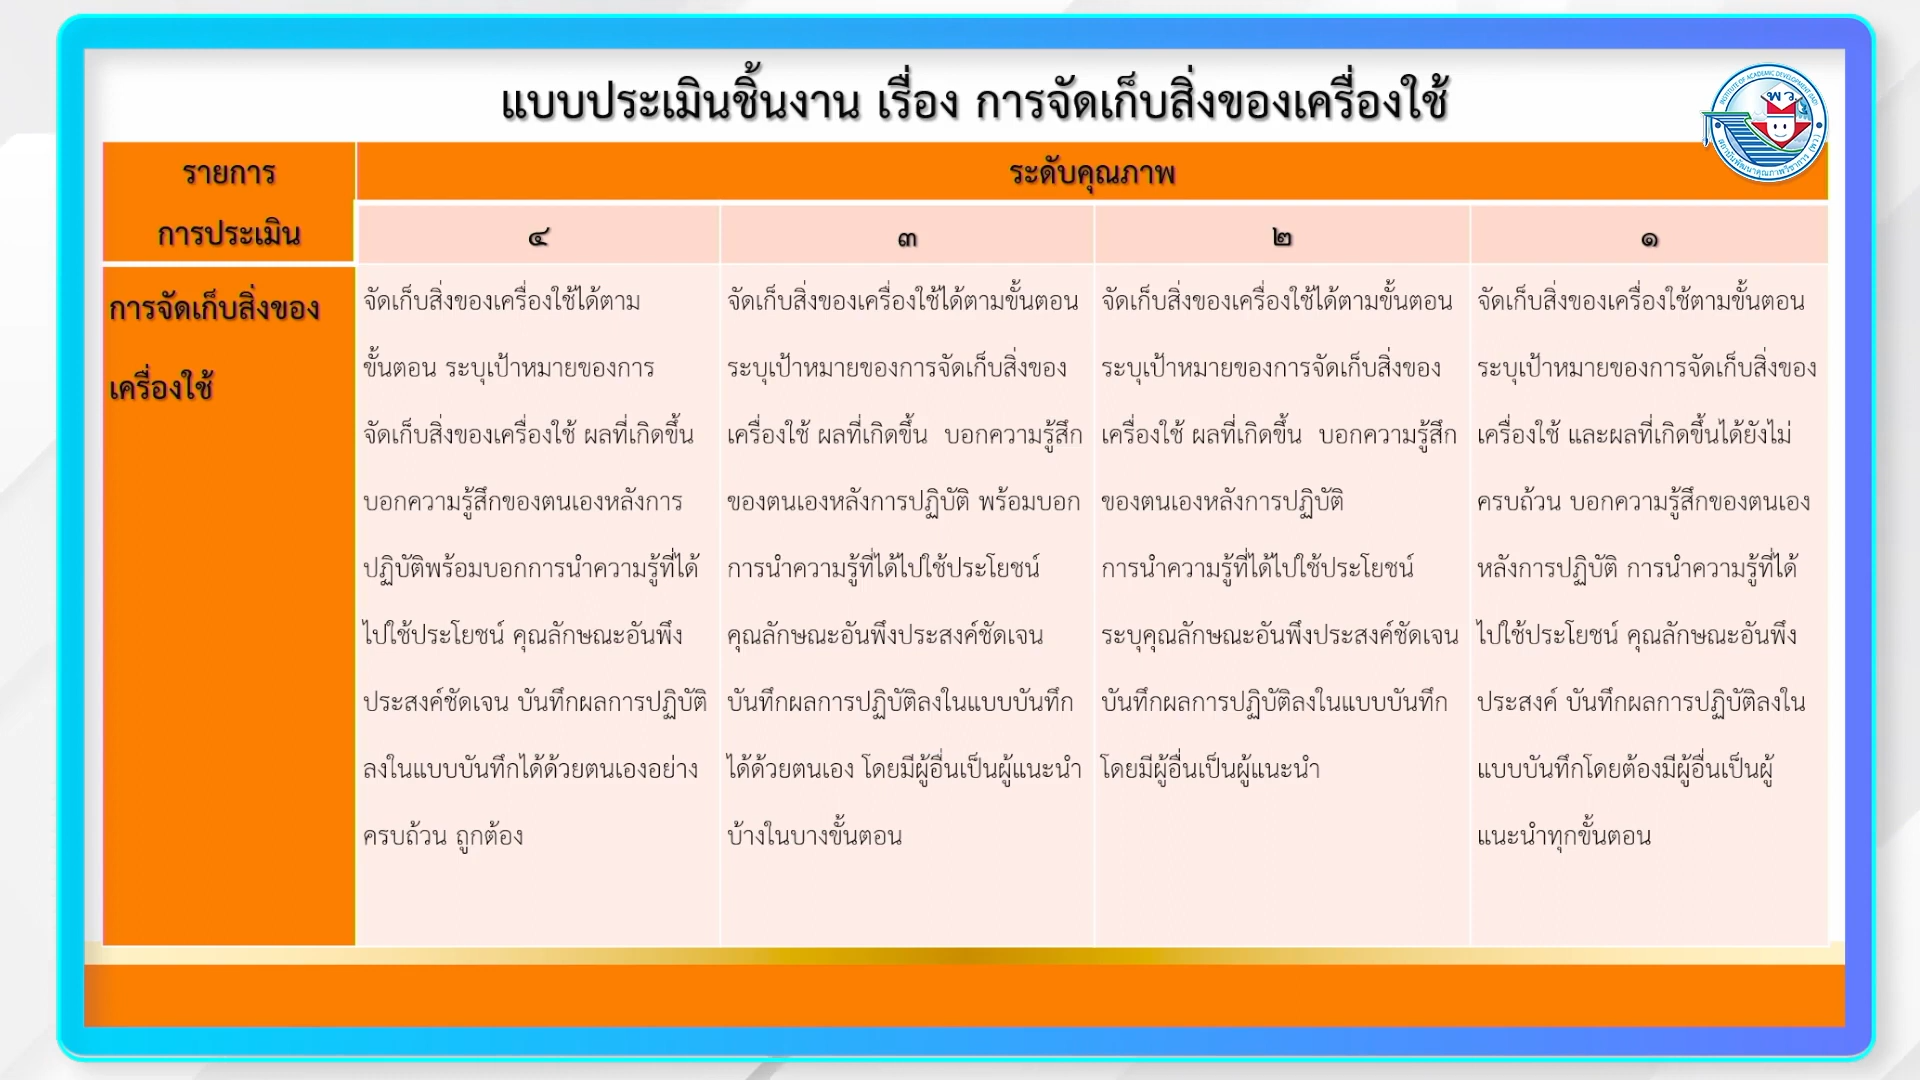 แบบประเมินชิ้นงาน เรื่อง การจัดเก็บสิ่งของเครื่องใช้
INSTITUTE OF ACADEMIC DEVELOPMENT (IAD)
พว
สถาบันพัฒนาคุณภาพวิชาการ (พว.)
รายการ
การประเมิน
ระดับคุณภาพ
๔
๓
๒
๑
การจัดเก็บสิ่งของ
เครื่องใช้
จัดเก็บสิ่งของเครื่องใช้ได้ตาม
ขั้นตอน ระบุเป้าหมายของการ
จัดเก็บสิ่งของเครื่องใช้ ผลที่เกิดขึ้น
บอกความรู้สึกของตนเองหลังการ
ปฏิบัติพร้อมบอกการนำความรู้ที่ได้
ไปใช้ประโยชน์ คุณลักษณะอันพึง
ประสงค์ชัดเจน บันทึกผลการปฏิบัติ
ลงในแบบบันทึกได้ด้วยตนเองอย่าง
ครบถ้วน ถูกต้อง
จัดเก็บสิ่งของเครื่องใช้ได้ตามขั้นตอน
ระบุเป้าหมายของการจัดเก็บสิ่งของ
เครื่องใช้ ผลที่เกิดขึ้น  บอกความรู้สึก
ของตนเองหลังการปฏิบัติ พร้อมบอก
การนำความรู้ที่ได้ไปใช้ประโยชน์
คุณลักษณะอันพึงประสงค์ชัดเจน
บันทึกผลการปฏิบัติลงในแบบบันทึก
ได้ด้วยตนเอง โดยมีผู้อื่นเป็นผู้แนะนำ
บ้างในบางขั้นตอน
จัดเก็บสิ่งของเครื่องใช้ได้ตามขั้นตอน
ระบุเป้าหมายของการจัดเก็บสิ่งของ
เครื่องใช้ ผลที่เกิดขึ้น  บอกความรู้สึก
ของตนเองหลังการปฏิบัติ
การนำความรู้ที่ได้ไปใช้ประโยชน์
ระบุคุณลักษณะอันพึงประสงค์ชัดเจน
บันทึกผลการปฏิบัติลงในแบบบันทึก
โดยมีผู้อื่นเป็นผู้แนะนำ
จัดเก็บสิ่งของเครื่องใช้ตามขั้นตอน
ระบุเป้าหมายของการจัดเก็บสิ่งของ
เครื่องใช้ และผลที่เกิดขึ้นได้ยังไม่
ครบถ้วน บอกความรู้สึกของตนเอง
หลังการปฏิบัติ การนำความรู้ที่ได้
ไปใช้ประโยชน์ คุณลักษณะอันพึง
ประสงค์ บันทึกผลการปฏิบัติลงใน
แบบบันทึกโดยต้องมีผู้อื่นเป็นผู้
แนะนำทุกขั้นตอน